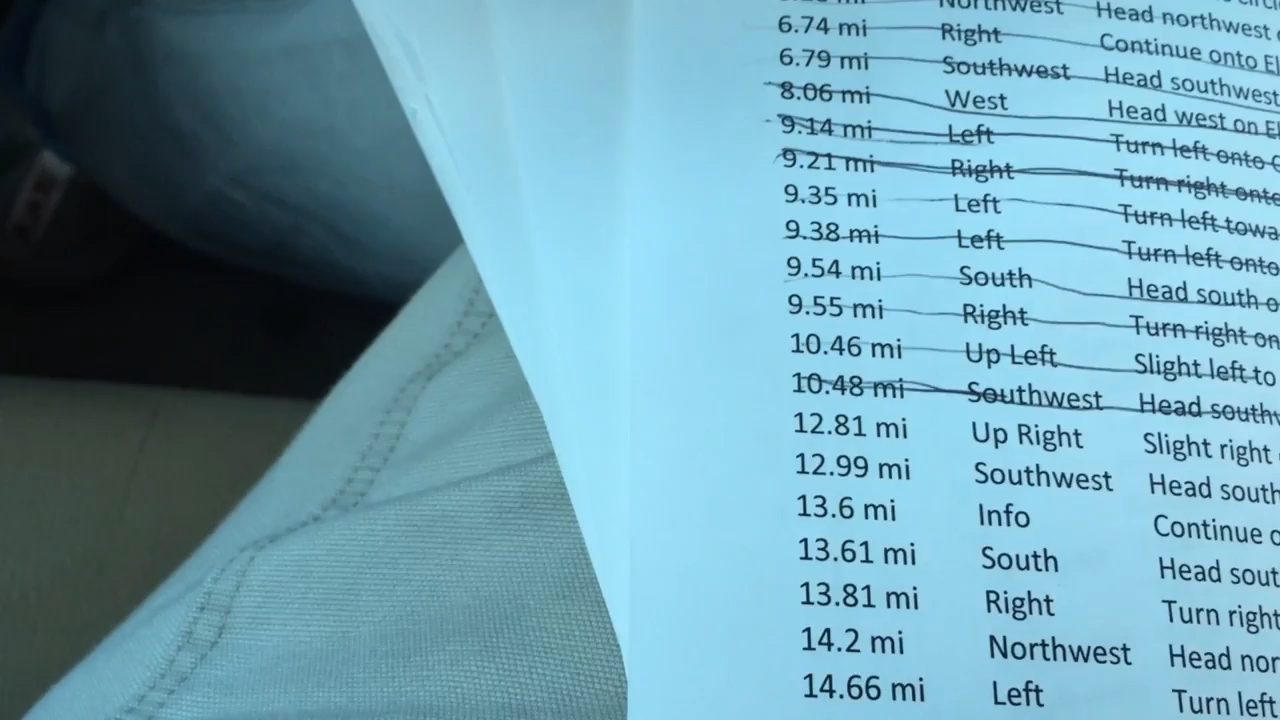 Northwest Head northwest
6.74 mi Right Continue onto El
6.79 mi Southwest Head southwest
8.06 mi West Head west on El
9.14 mi Left Turn left onto
9.21 mi Right Turn right onto
9.35 mi Left Turn left towa
9.38 mi Left Turn left onto
9.54 mi South Head south o
9.55 mi Right Turn right on
10.46 mi Up Left Slight left to
10.48 mi Southwest Head southw
12.81 mi Up Right Slight right
12.99 mi Southwest Head south
13.6 mi Info Continue o
13.61 mi South Head sout
13.81 mi Right Turn right
14.2 mi Northwest Head nor
14.66 mi Left Turn left